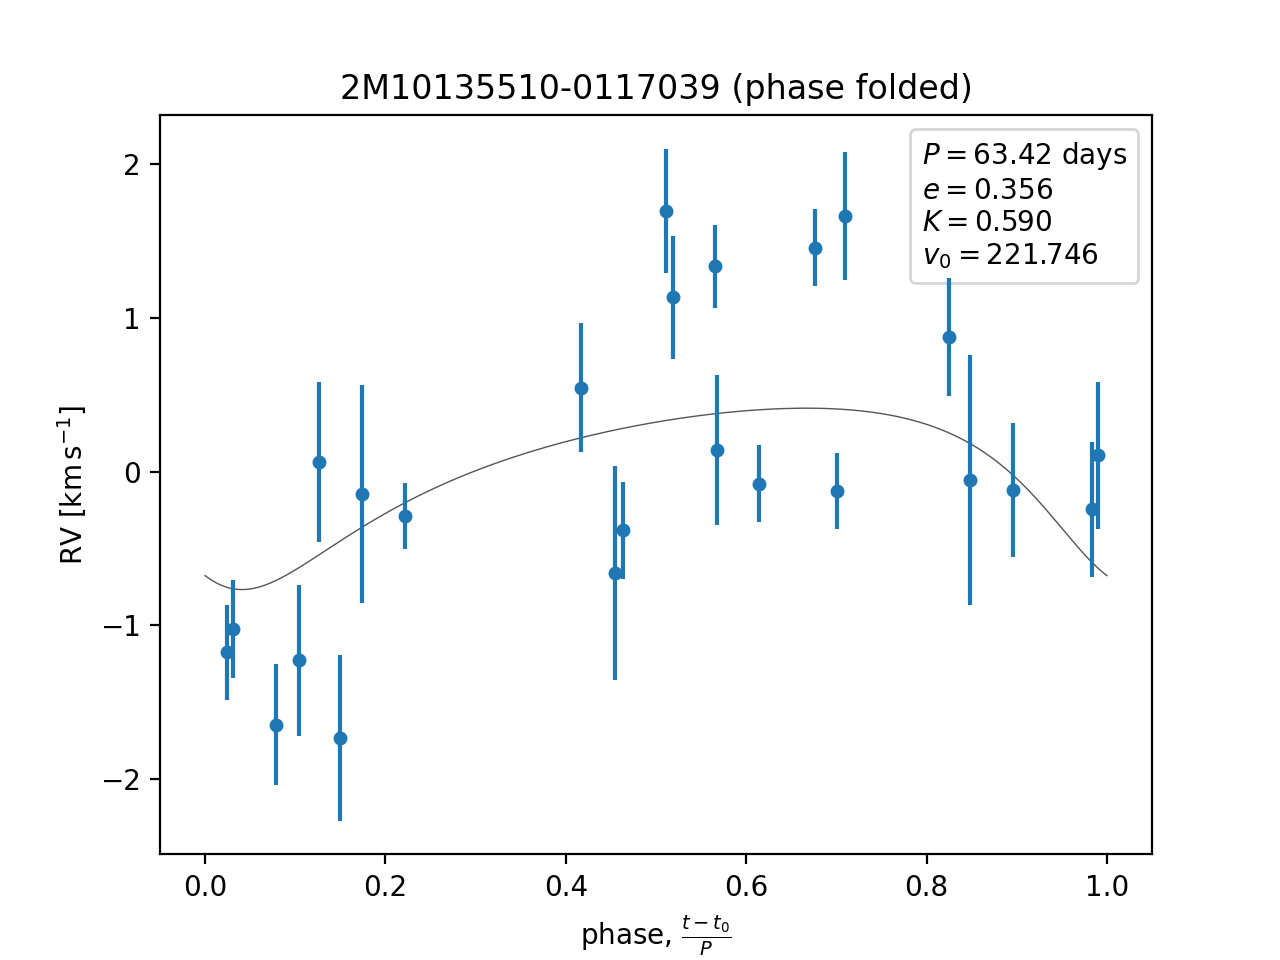 2M10135510-0117039 (phase folded)
P = 63.42 days
e = 0.356
K = 0.590
v₀ = 221.746
2
1
0
−1
−2
RV [km s⁻¹]
0.0 0.2 0.4 0.6 0.8 1.0
phase, (t − t₀)/P